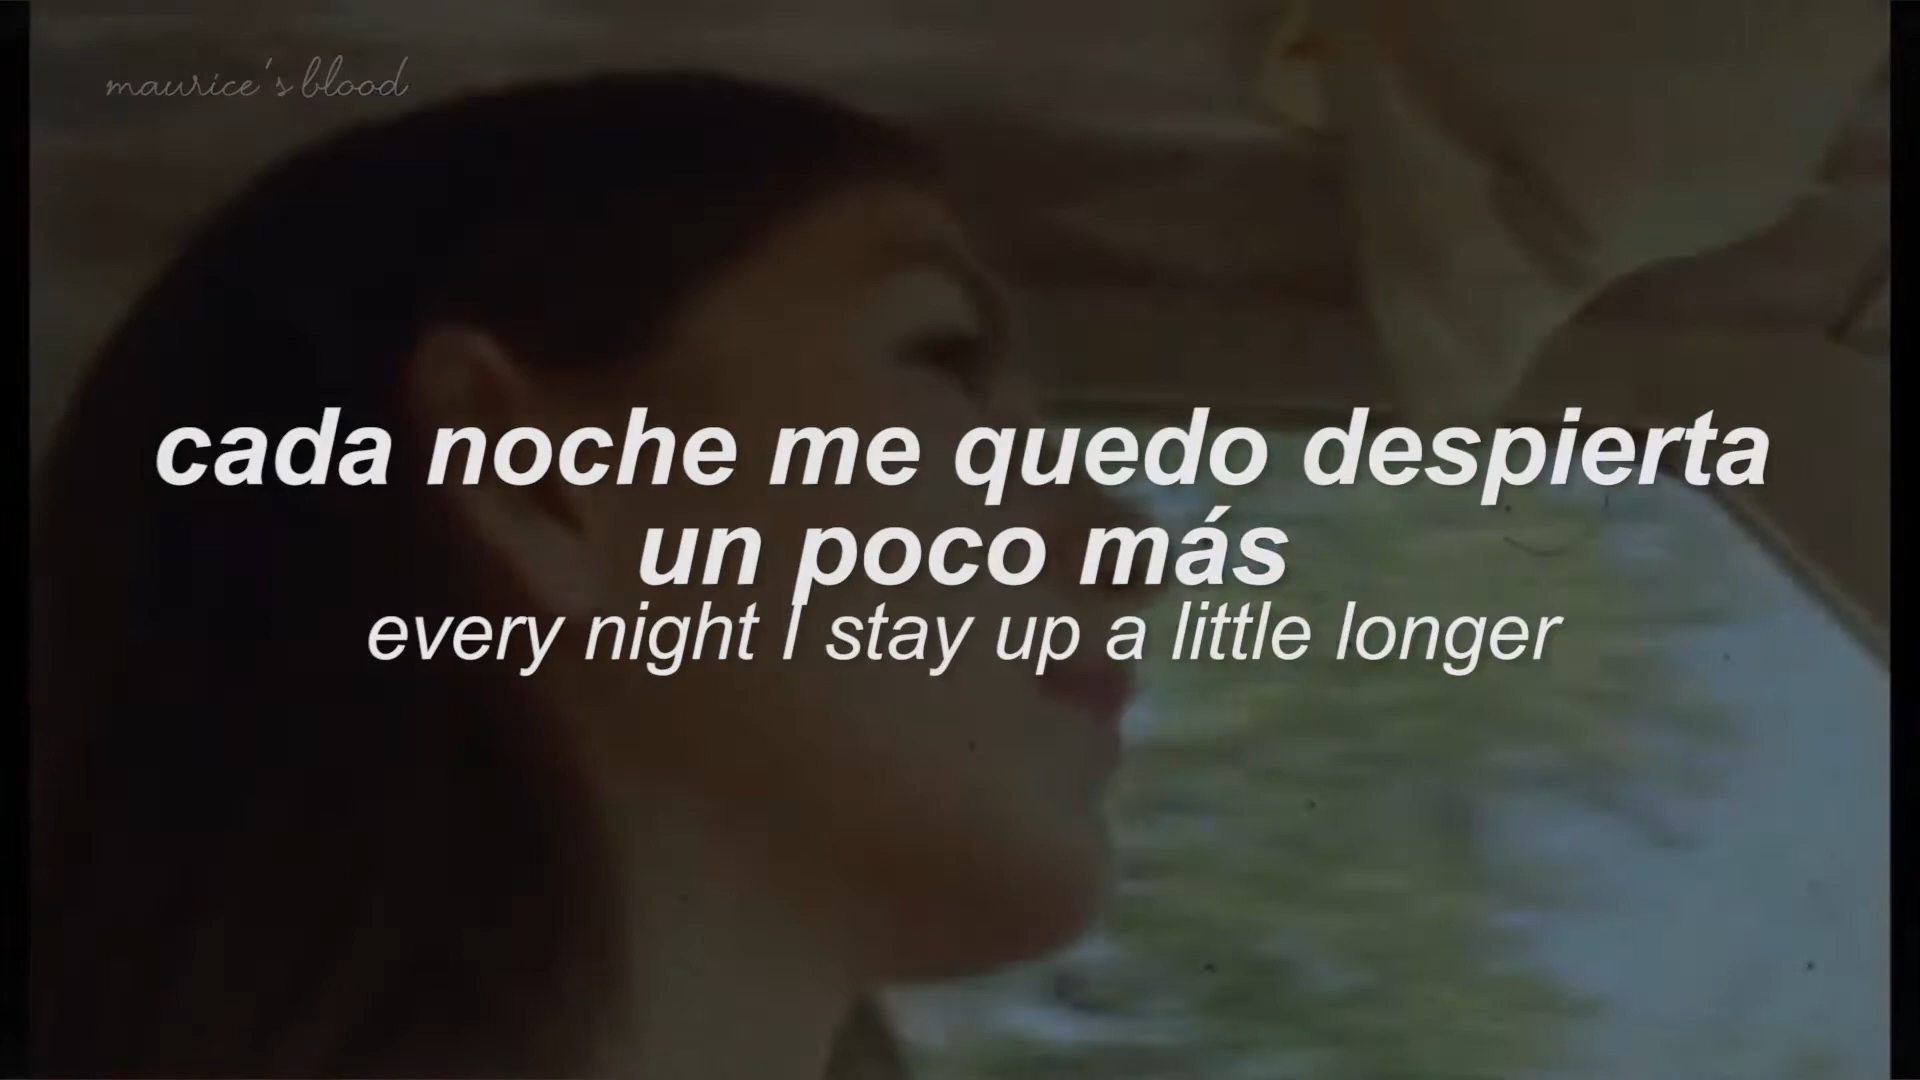 maurice's blood
cada noche me quedo despierta
un poco más
every night I stay up a little longer